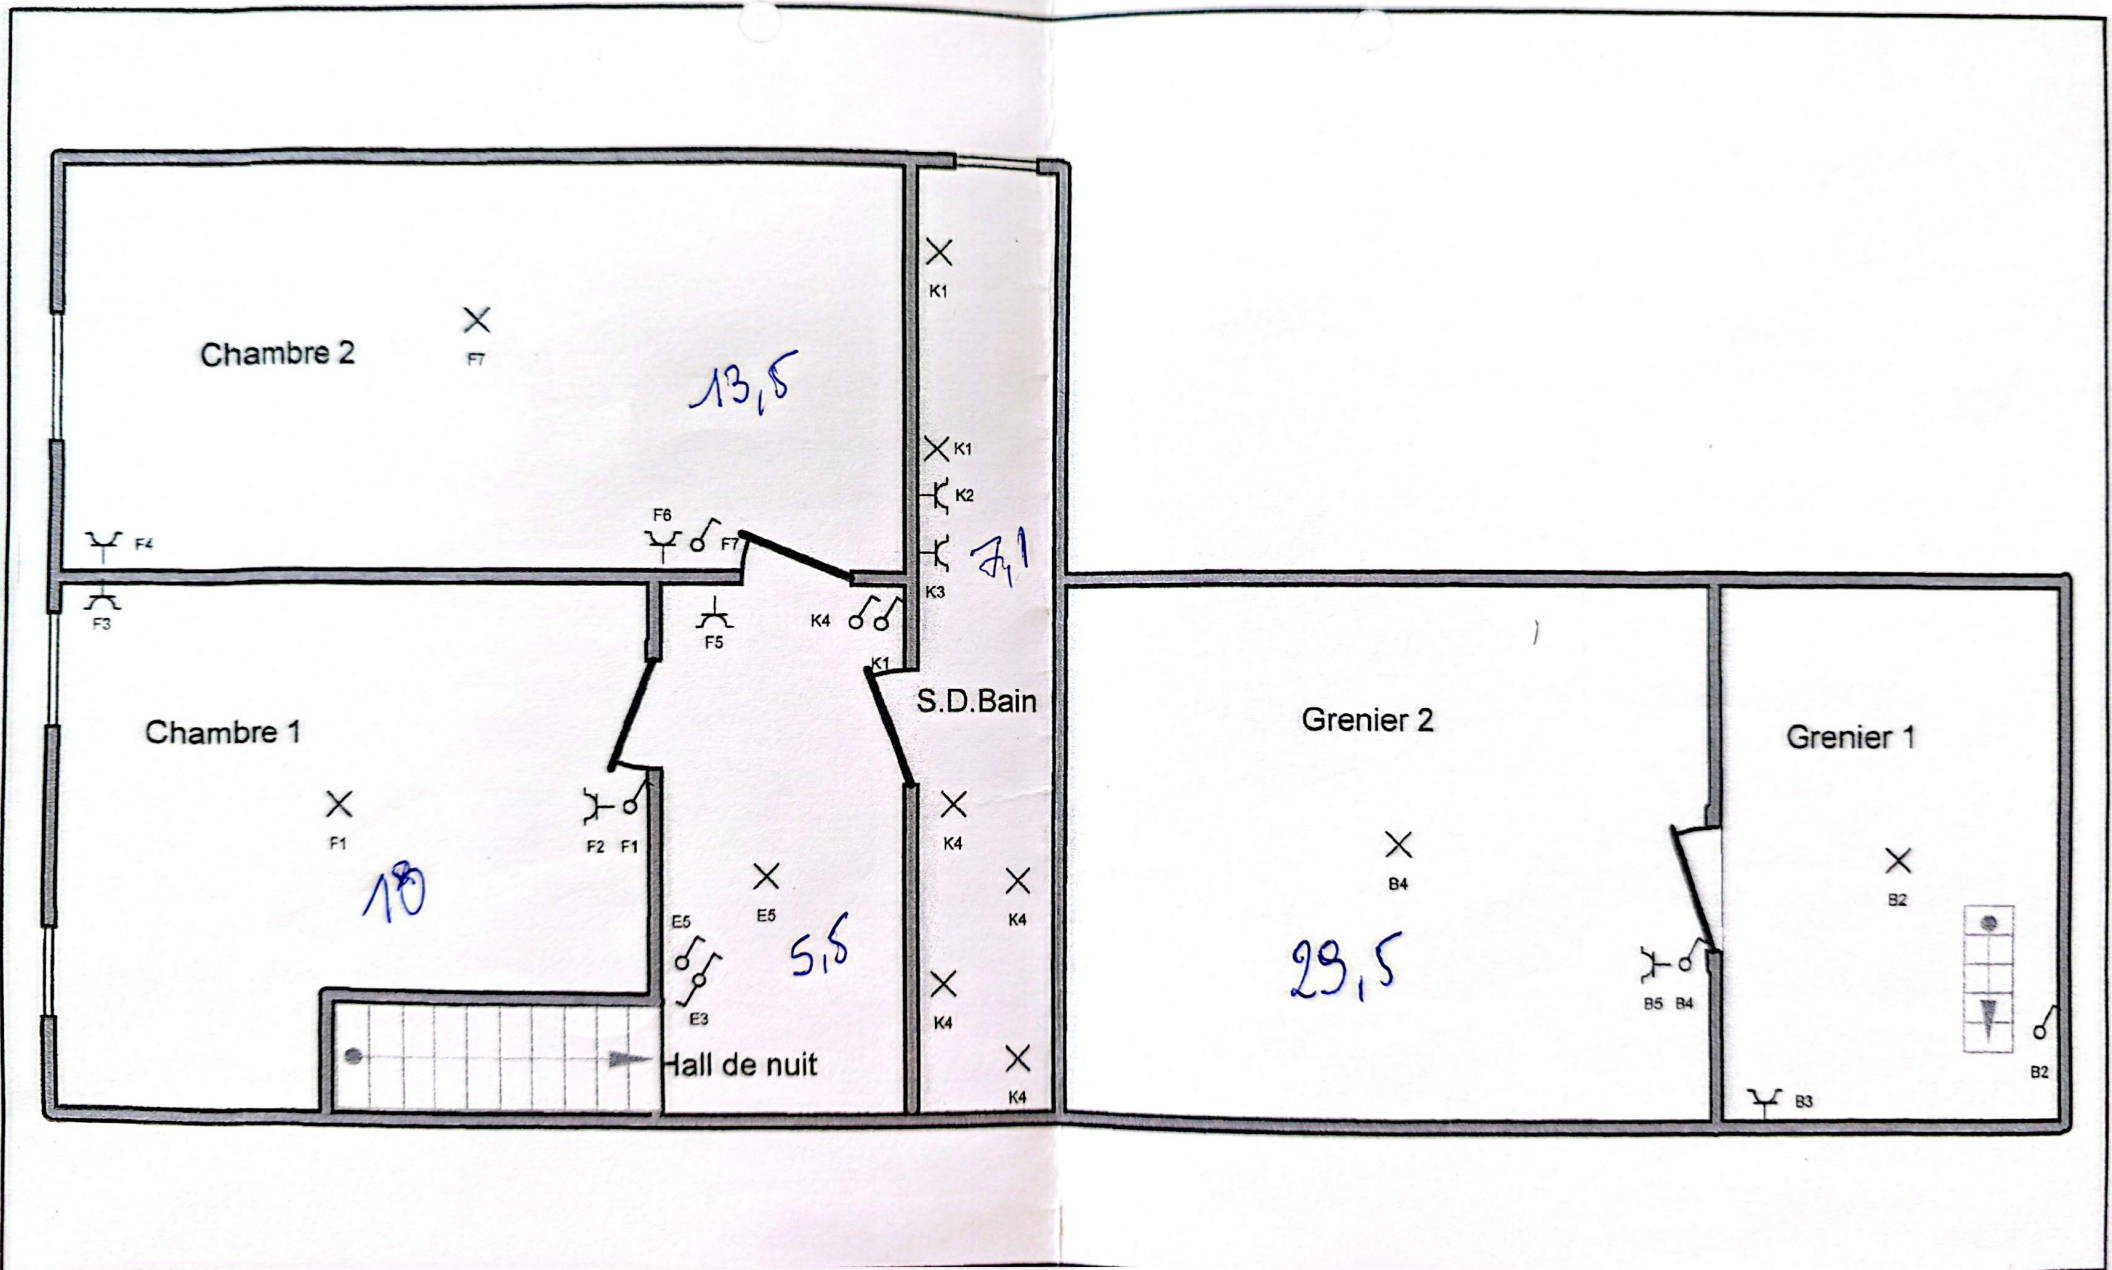 K1
Chambre 2
F7
13,5
K1
K2
F6
F7
F4
7,1
K3
F3
F5
K4
K1
S.D.Bain
Chambre 1
Grenier 2
Grenier 1
F1
F2 F1
K4
B4
B2
18
E5
E5
K4
5,5
29,5
B5 B4
E3
K4
Hall de nuit
B2
K4
B3